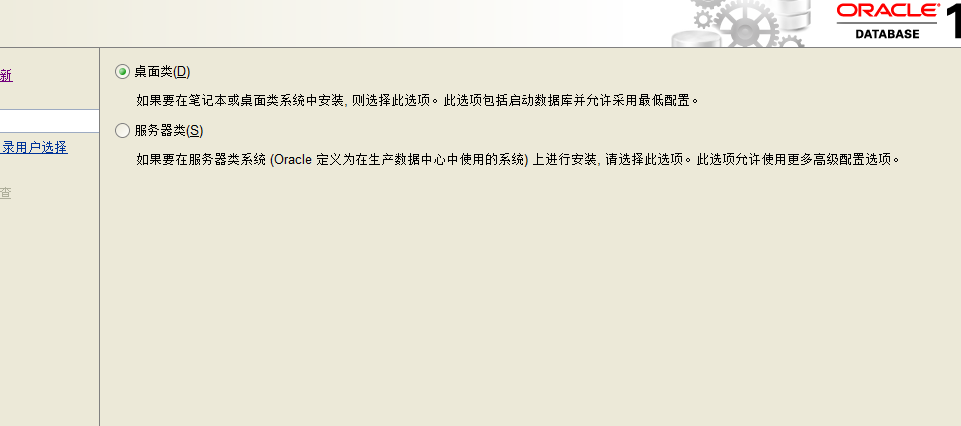 ORACLE
DATABASE 1
新
桌面类(D)
如果要在笔记本或桌面类系统中安装, 则选择此选项。此选项包括启动数据库并允许采用最低配置。
服务器类(S)
录用户选择
如果要在服务器类系统 (Oracle 定义为在生产数据中心中使用的系统) 上进行安装, 请选择此选项。此选项允许使用更多高级配置选项。
查